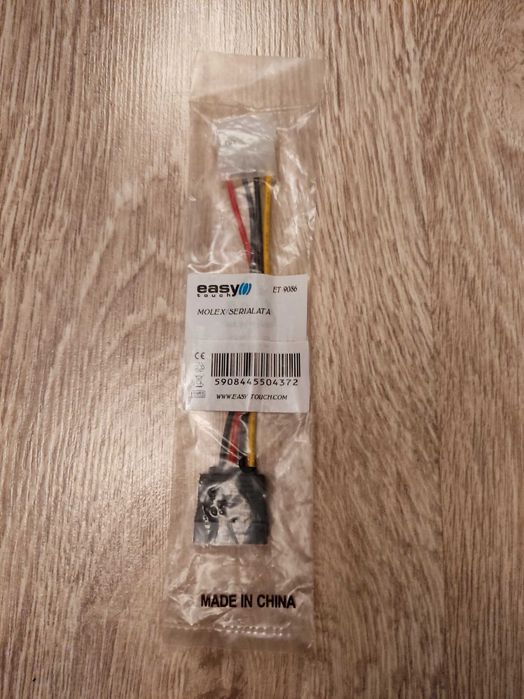 easy
touch
ET-9086
MOLEX/SERIALATA
CE
5908445504372
WWW.EASY-TOUCH.COM
MADE IN CHINA